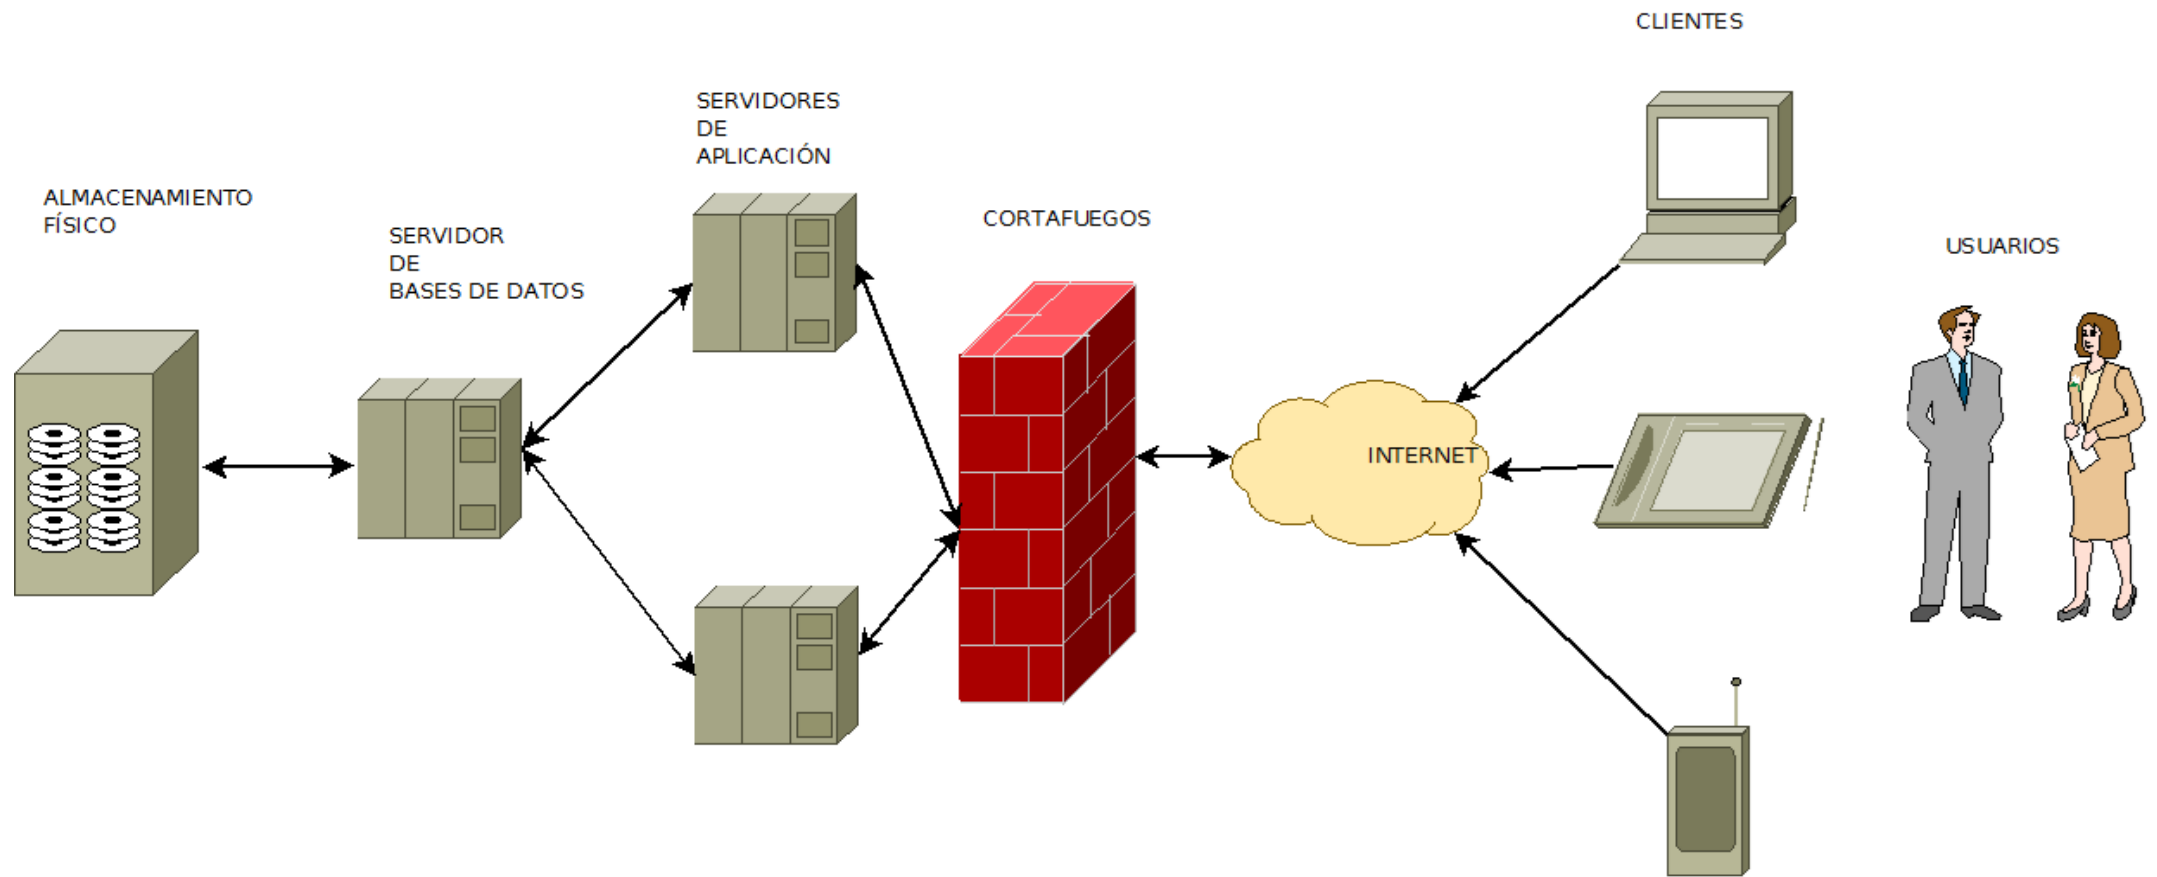 ALMACENAMIENTO
FÍSICO
SERVIDOR
DE
BASES DE DATOS
SERVIDORES
DE
APLICACIÓN
CORTAFUEGOS
INTERNET
CLIENTES
USUARIOS